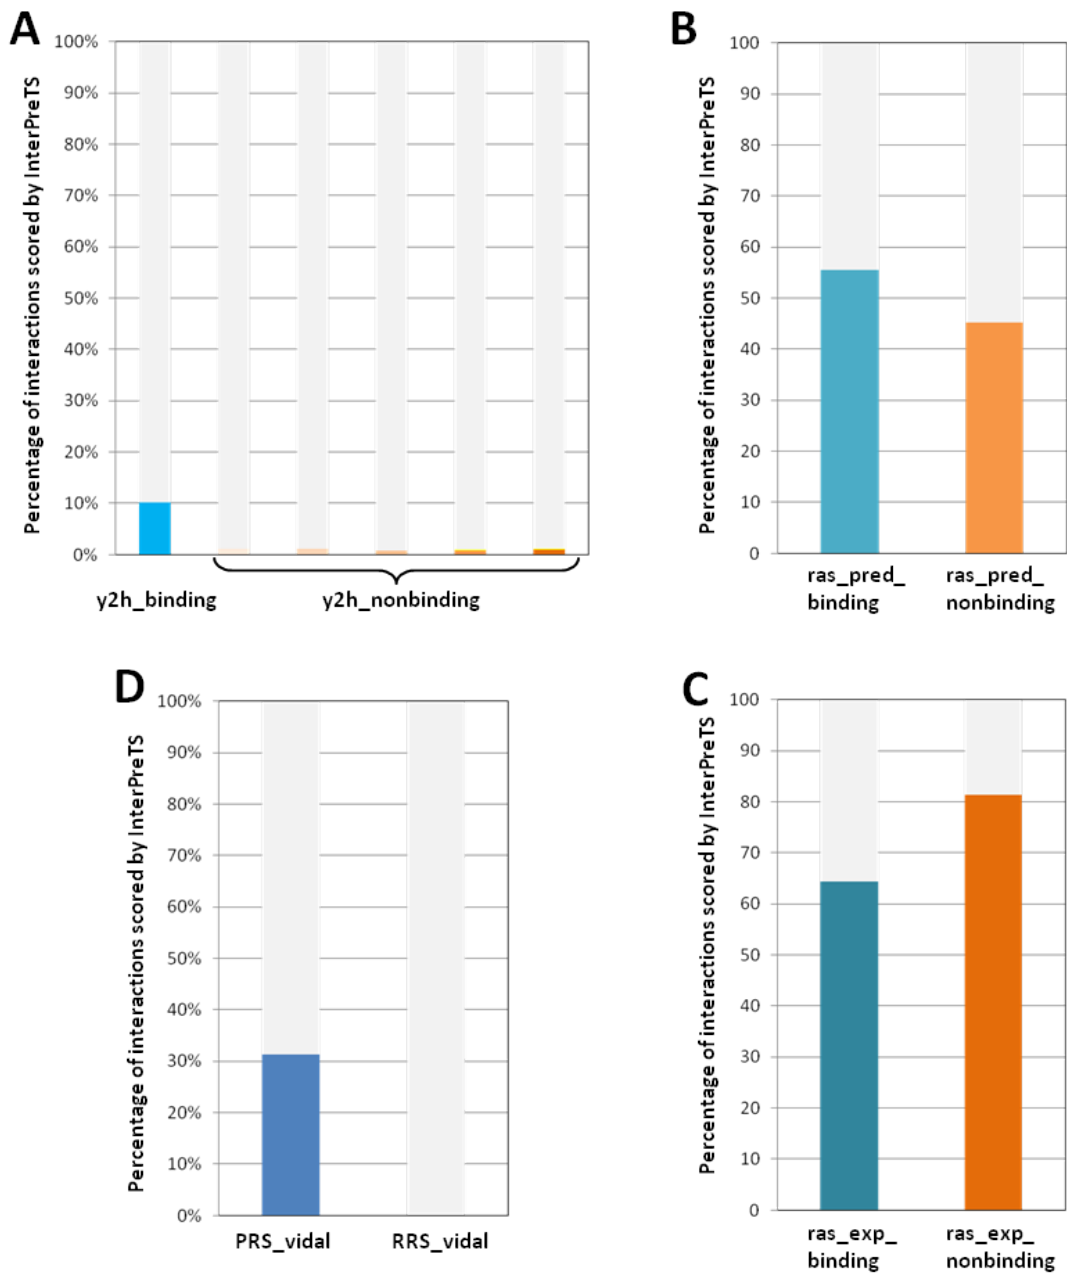 A
Percentage of interactions scored by InterPreTS
100%
90%
80%
70%
60%
50%
40%
30%
20%
10%
0%
y2h_binding
y2h_nonbinding
B
Percentage of interactions scored by InterPreTS
100
90
80
70
60
50
40
30
20
10
0
ras_pred_
binding
ras_pred_
nonbinding
D
Percentage of interactions scored by InterPreTS
100%
90%
80%
70%
60%
50%
40%
30%
20%
10%
0%
PRS_vidal
RRS_vidal
C
Percentage of interactions scored by InterPreTS
100
90
80
70
60
50
40
30
20
10
0
ras_exp_
binding
ras_exp_
nonbinding